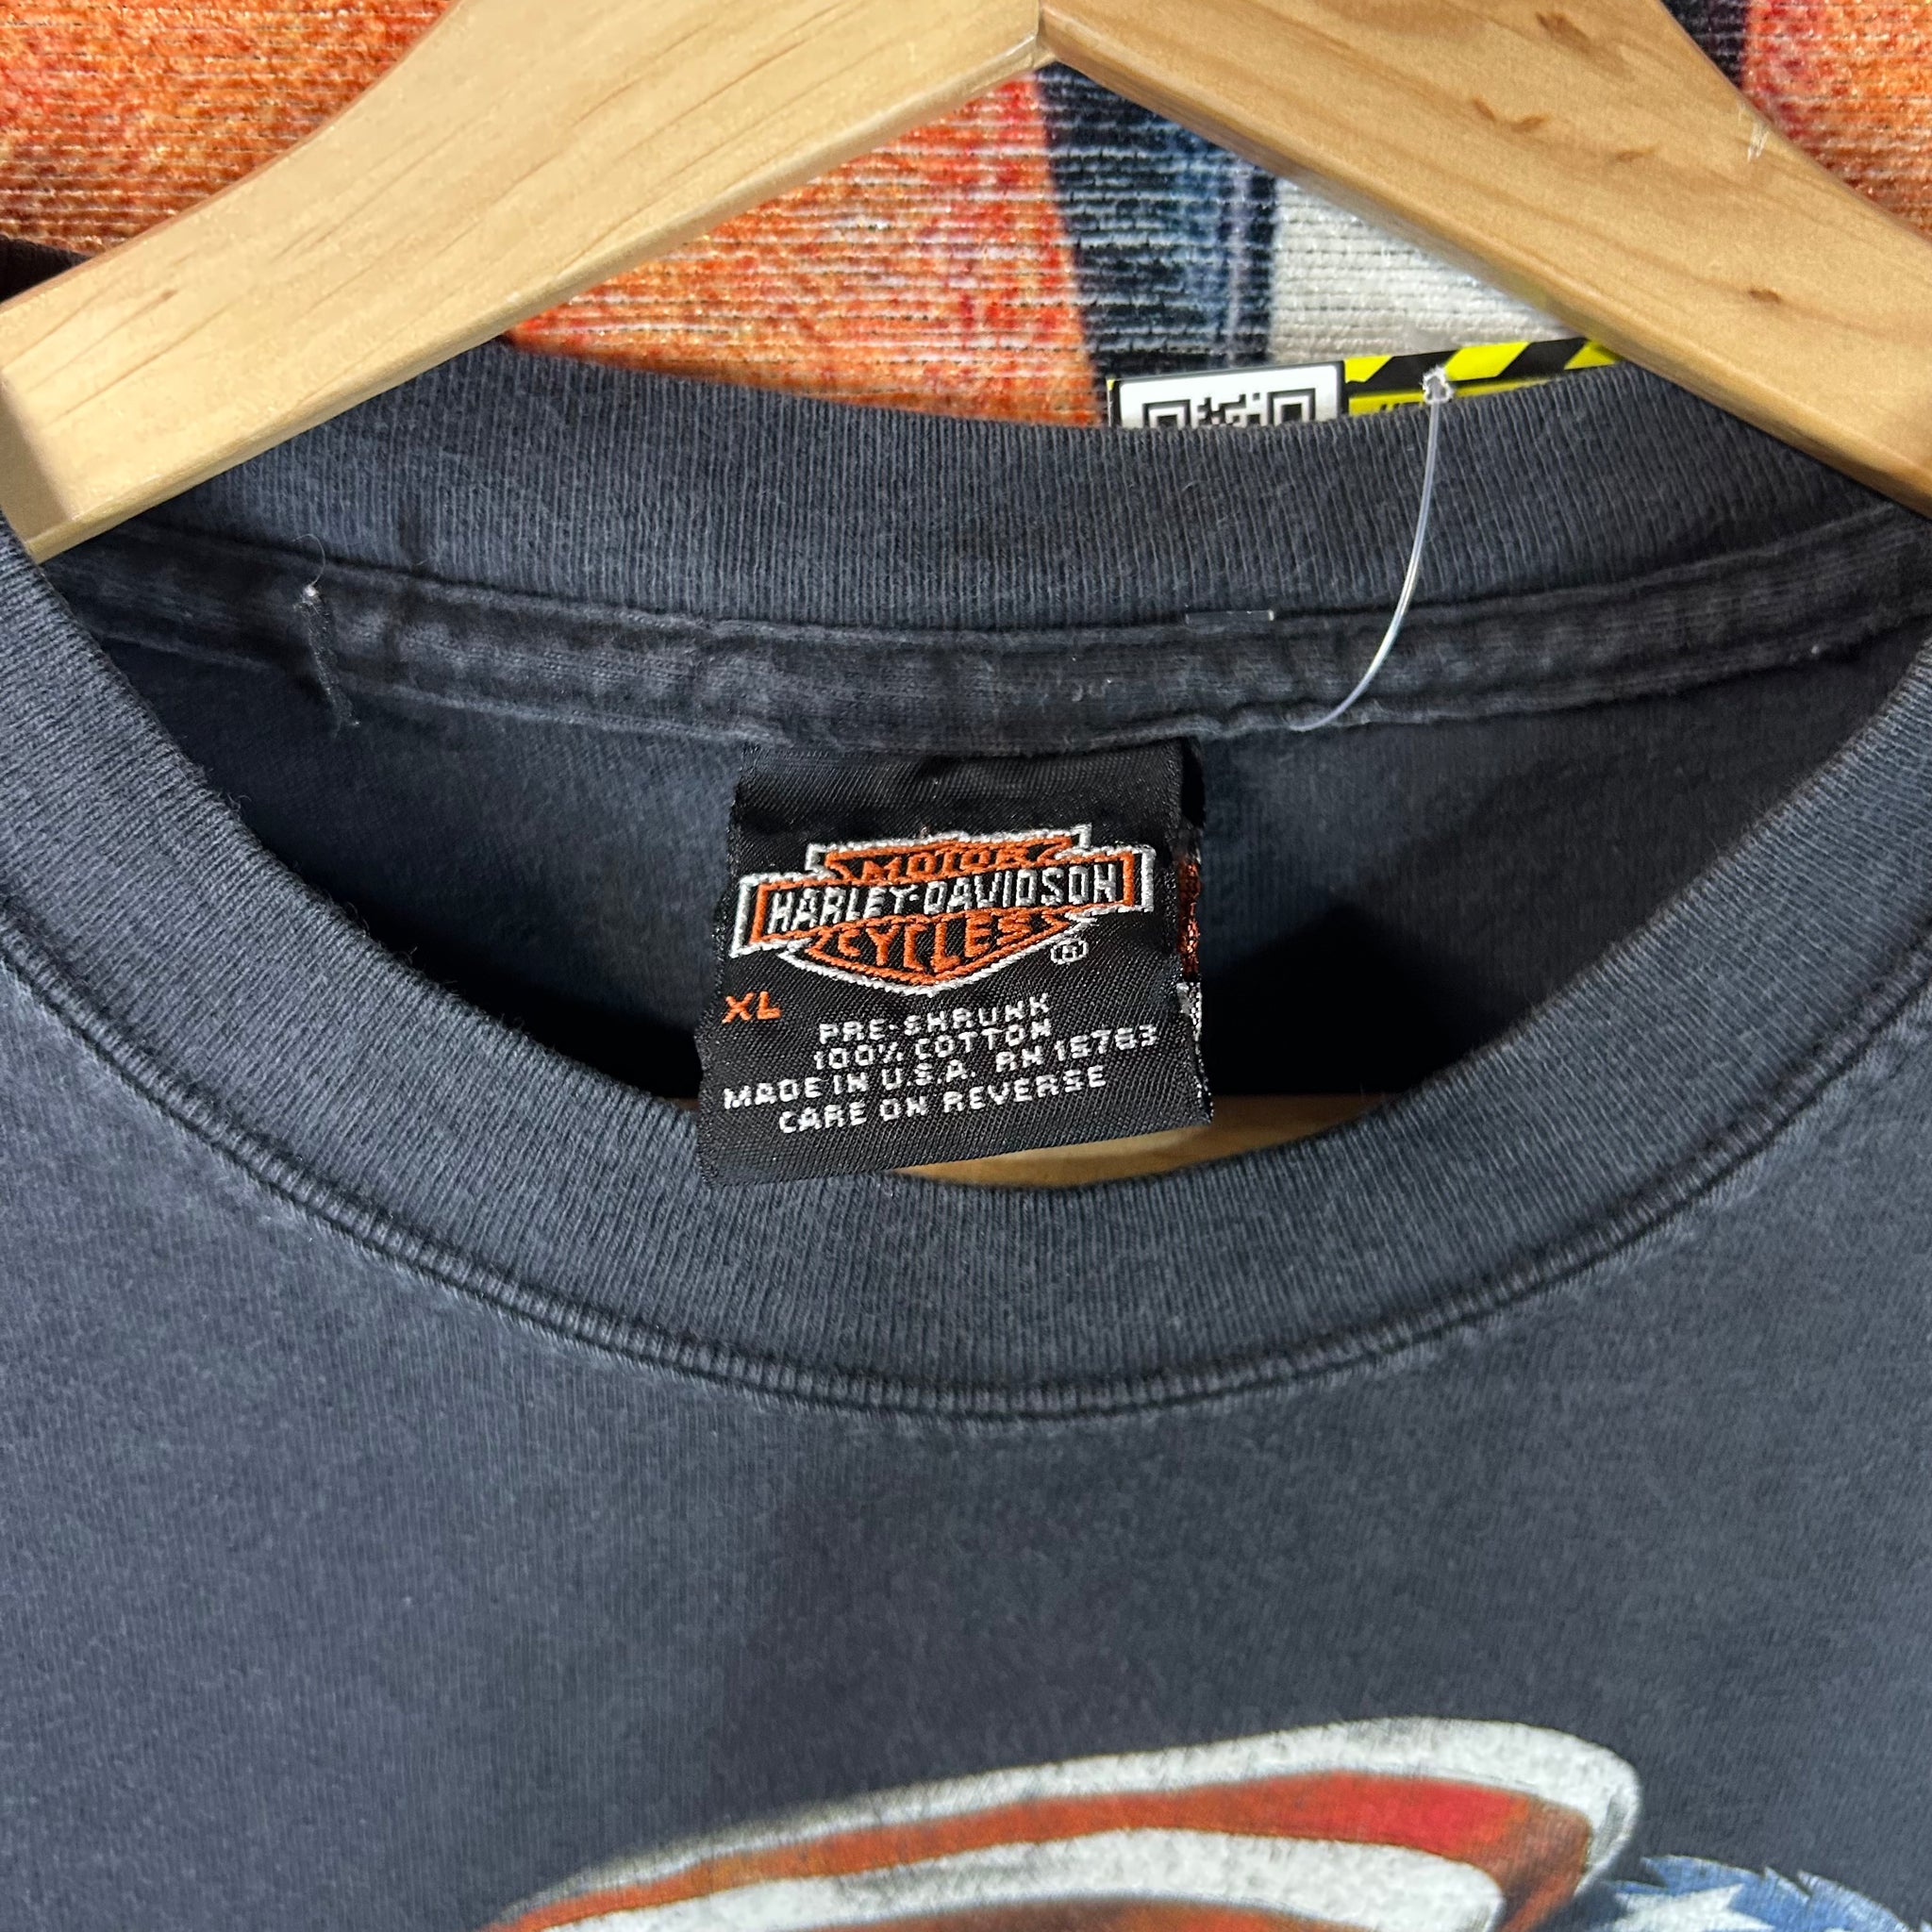 MOTOR
HARLEY-DAVIDSON
CYCLES
®
XL
PRE-SHRUNK
100% COTTON
MADE IN U.S.A. RN 15763
CARE ON REVERSE